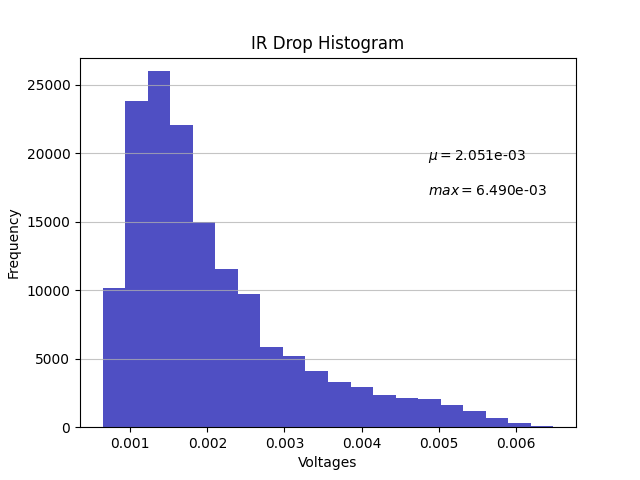 IR Drop Histogram
25000
20000
15000
10000
5000
0
Frequency
μ = 2.051e-03
max = 6.490e-03
0.001 0.002 0.003 0.004 0.005 0.006
Voltages